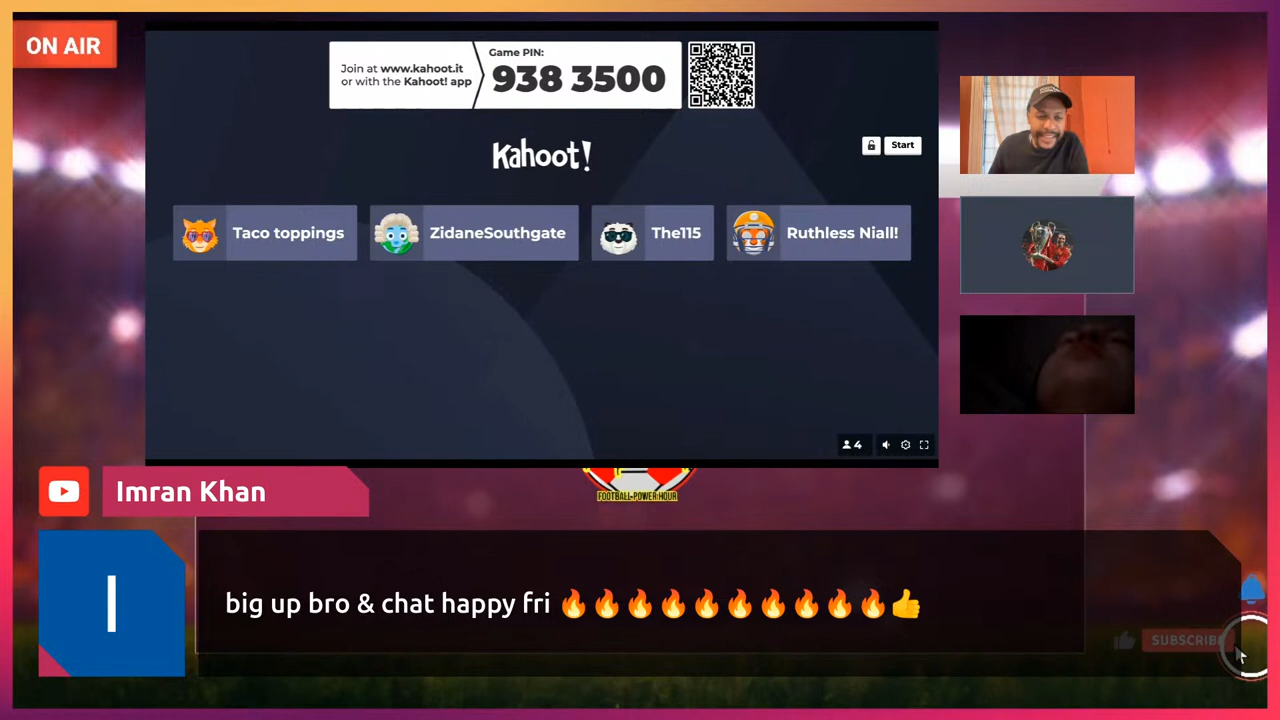 ON AIR
Join at www.kahoot.it
or with the Kahoot! app
Game PIN:
938 3500
Kahoot!
Start
Taco toppings
ZidaneSouthgate
The115
Ruthless Niall!
4
FOOTBALL POWER HOUR
Imran Khan
I
big up bro & chat happy fri 🔥🔥🔥🔥🔥🔥🔥🔥🔥🔥👍
SUBSCRIBE